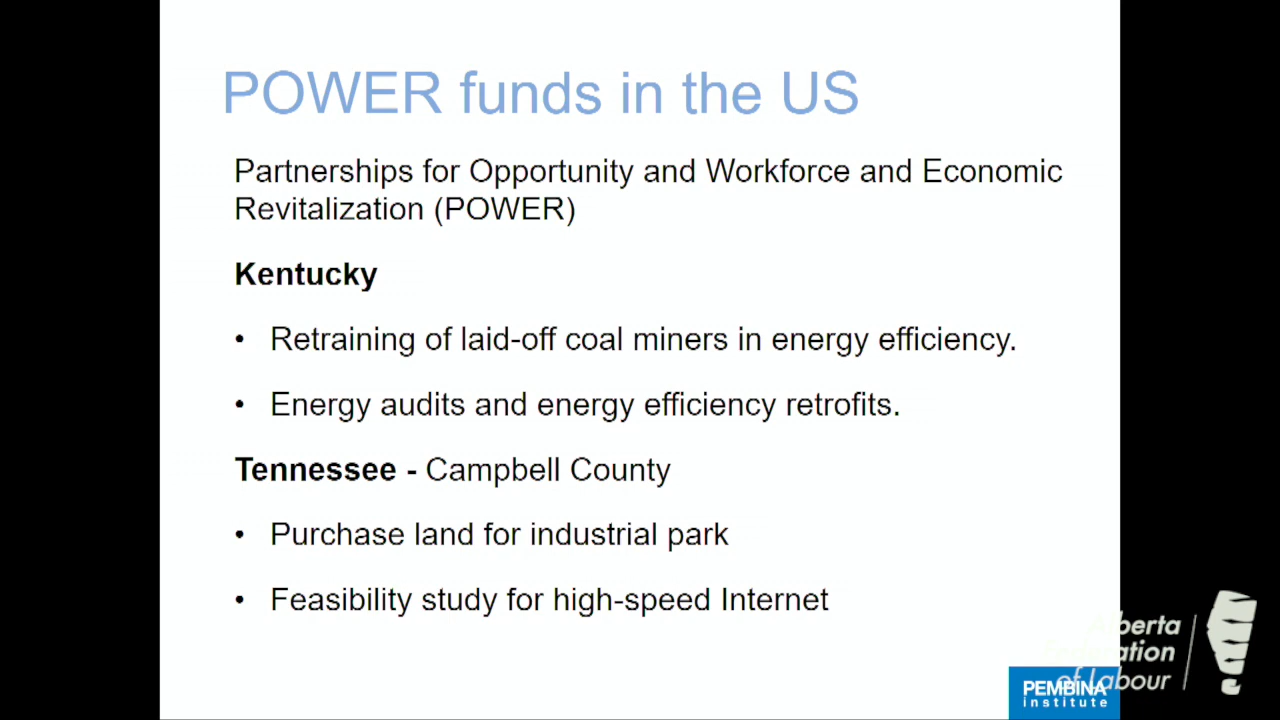 POWER funds in the US
Partnerships for Opportunity and Workforce and Economic
Revitalization (POWER)
Kentucky
• Retraining of laid-off coal miners in energy efficiency.
• Energy audits and energy efficiency retrofits.
Tennessee - Campbell County
• Purchase land for industrial park
• Feasibility study for high-speed Internet
Alberta
Federation
of Labour
PEMBINA
institute